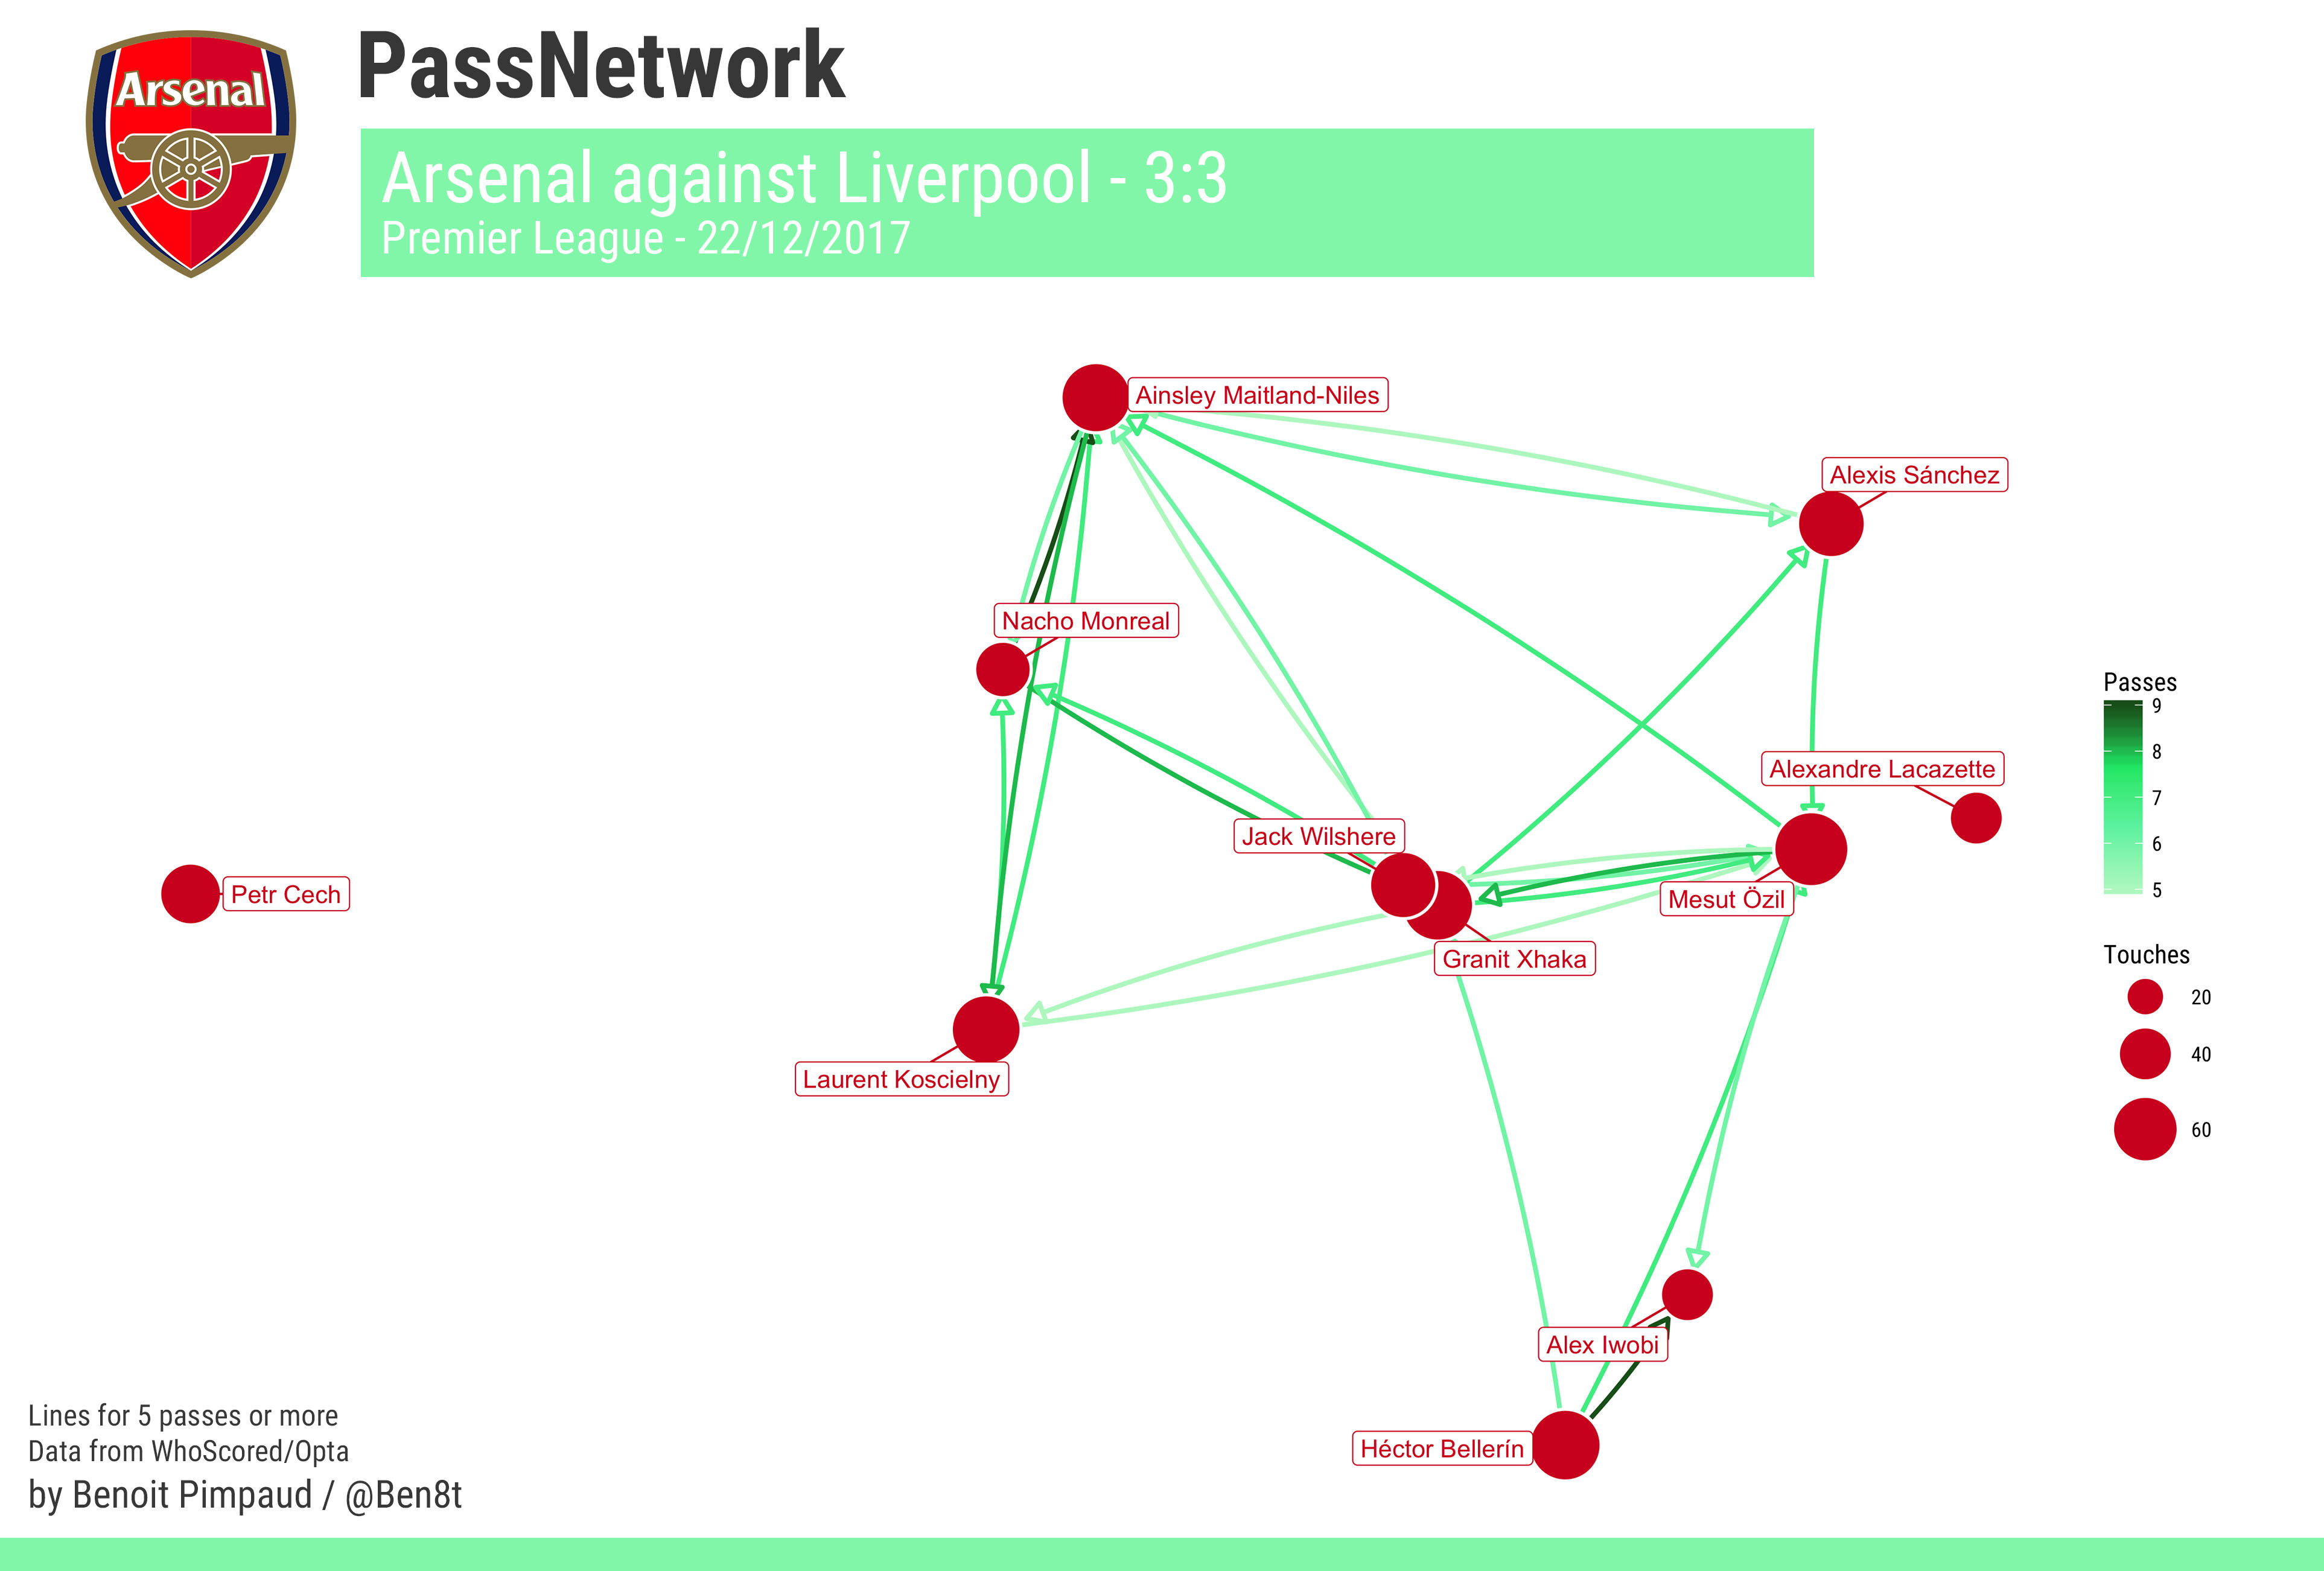 Arsenal
PassNetwork
Arsenal against Liverpool - 3:3
Premier League - 22/12/2017
Ainsley Maitland-Niles
Alexis Sánchez
Nacho Monreal
Alexandre Lacazette
Jack Wilshere
Petr Cech
Mesut Özil
Granit Xhaka
Laurent Koscielny
Alex Iwobi
Héctor Bellerín
Passes
9
8
7
6
5
Touches
20
40
60
Lines for 5 passes or more
Data from WhoScored/Opta
by Benoit Pimpaud / @Ben8t